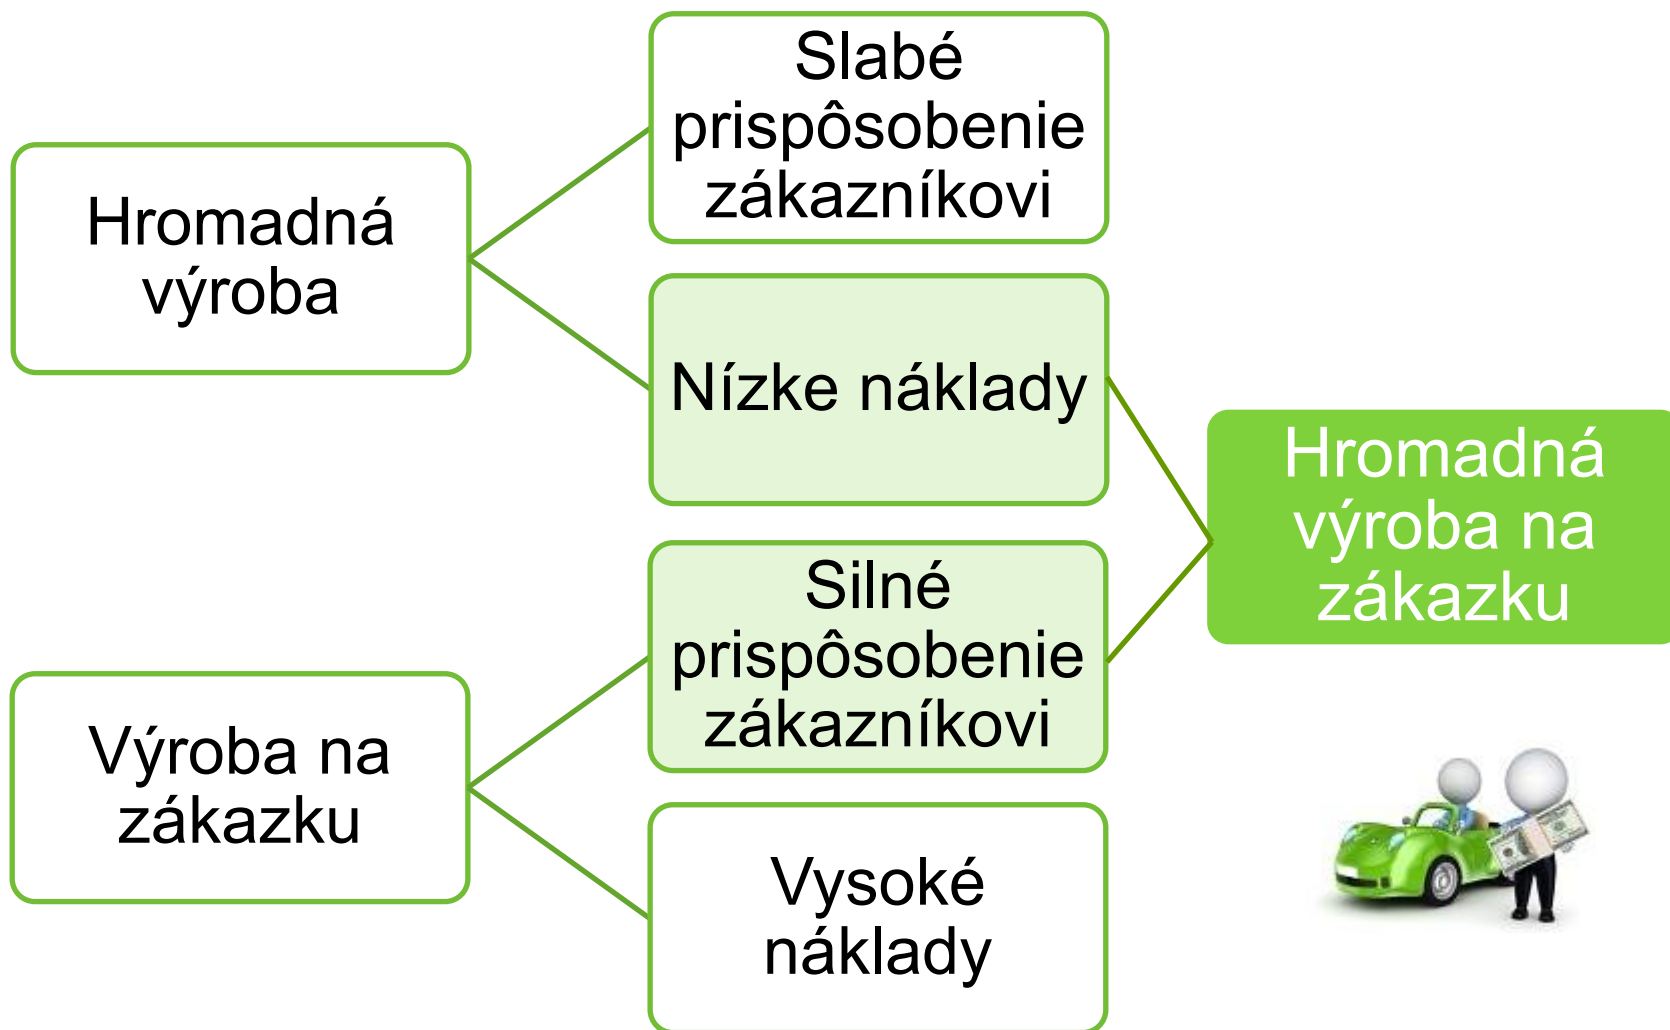 Hromadná
výroba
Slabé
prispôsobenie
zákazníkovi
Nízke náklady
Výroba na
zákazku
Silné
prispôsobenie
zákazníkovi
Vysoké
náklady
Hromadná
výroba na
zákazku